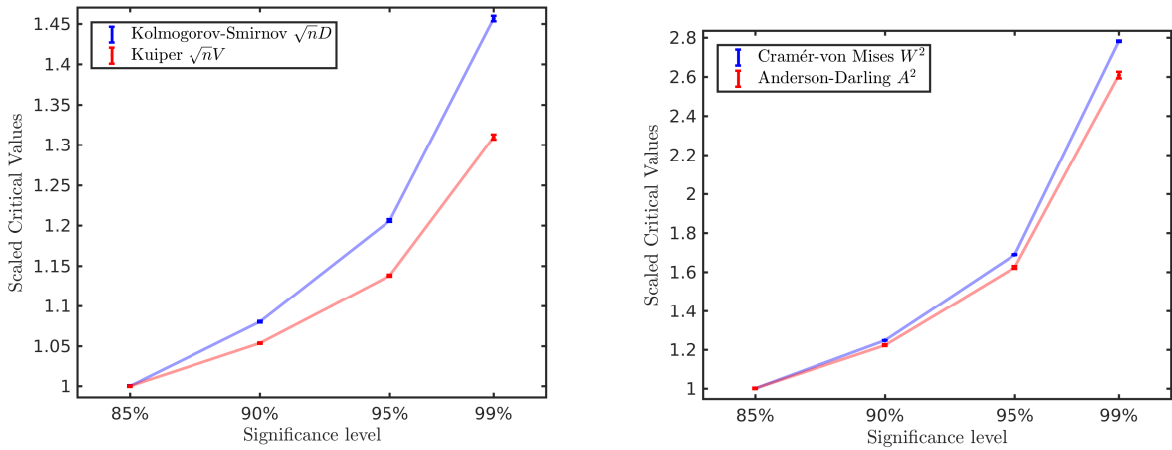 Kolmogorov-Smirnov √nD
Kuiper √nV
1.45
1.4
1.35
1.3
1.25
1.2
1.15
1.1
1.05
1
Scaled Critical Values
85% 90% 95% 99%
Significance level
Cramér-von Mises W²
Anderson-Darling A²
2.8
2.6
2.4
2.2
2
1.8
1.6
1.4
1.2
1
Scaled Critical Values
85% 90% 95% 99%
Significance level